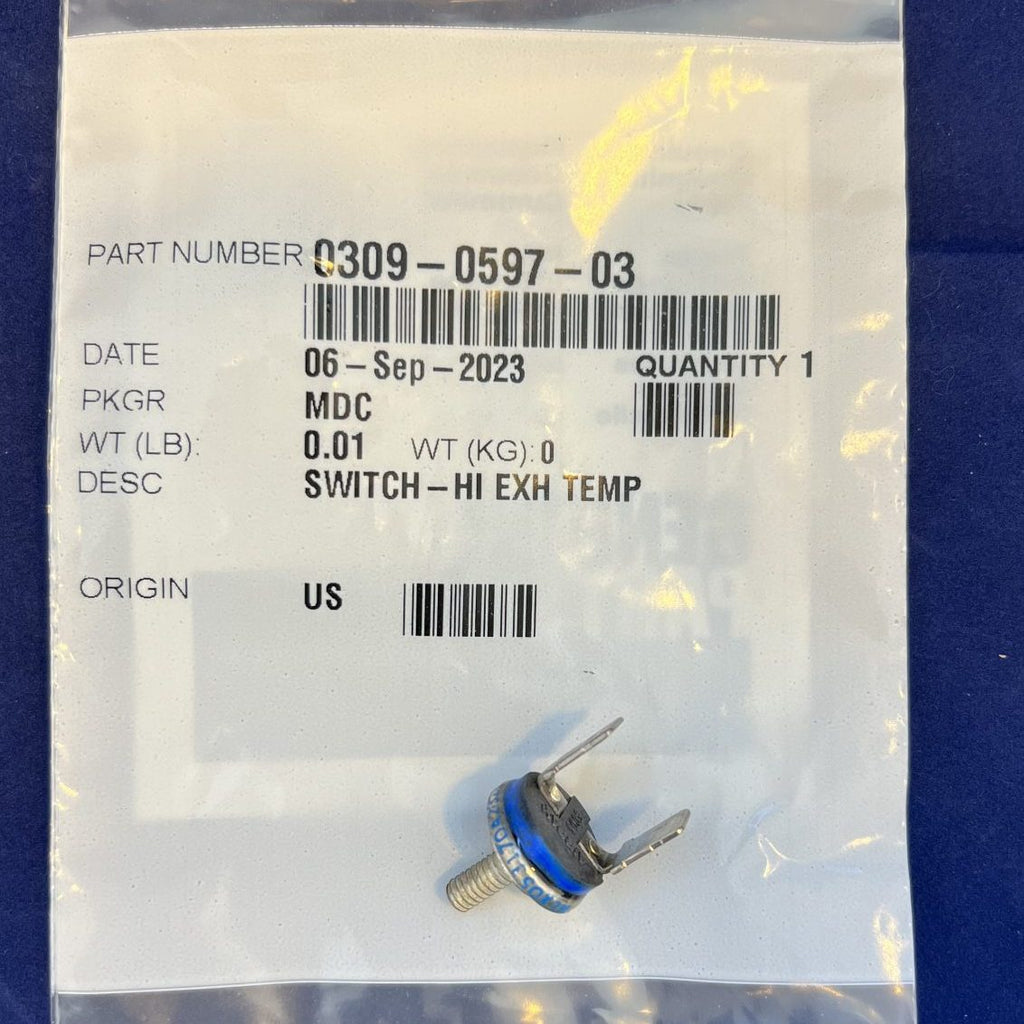 PART NUMBER 0309-0597-03
DATE 06-Sep-2023 QUANTITY 1
PKGR MDC
WT (LB): 0.01 WT (KG): 0
DESC SWITCH-HI EXH TEMP
ORIGIN US